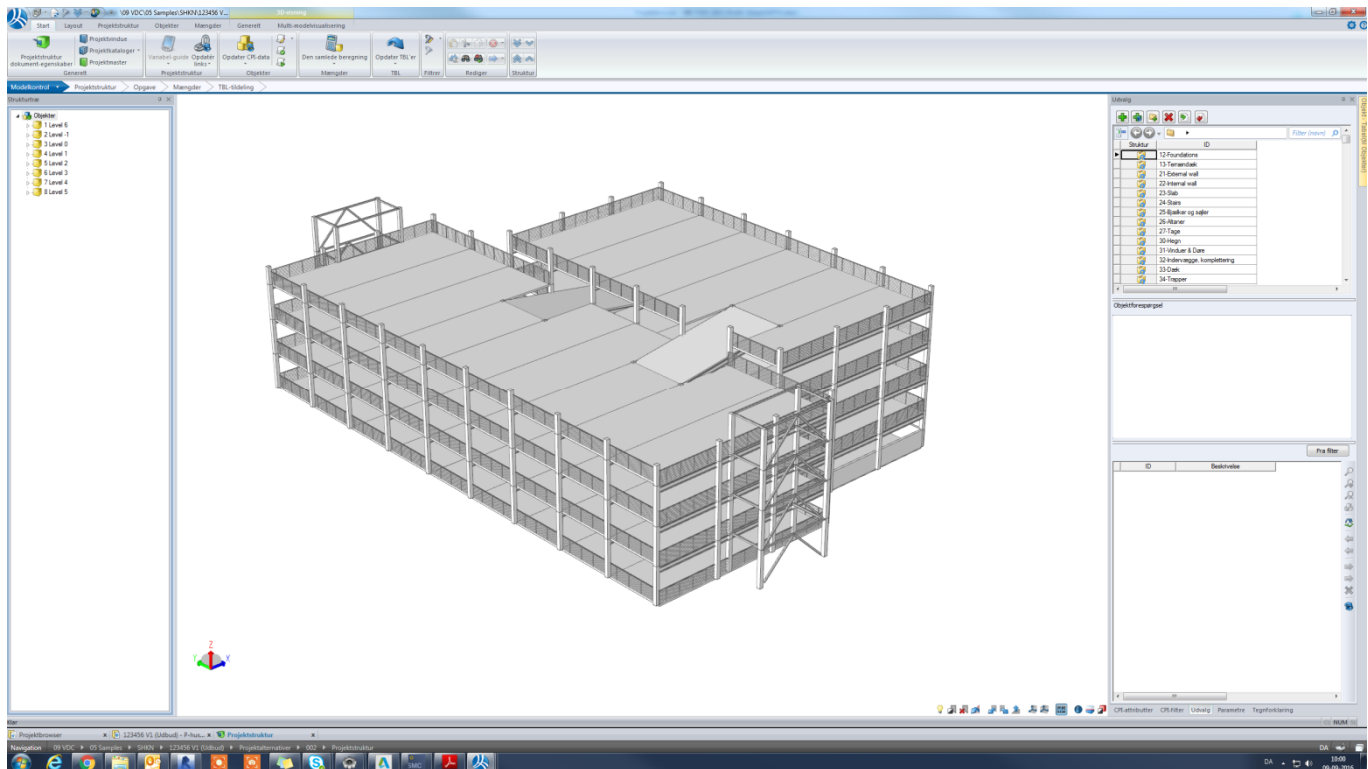 \09 VDC\05 Samples\SHKN\123456 V...
3D-visning
Start Layout Projektstruktur Objekter Mængder Generelt Multi-modelvisualisering
Projektstruktur dokument-egenskaber
Projektvindue
Projektkataloger
Projektmaster
Variabel guide
Opdatér links
Opdater CPI-data
Den samlede beregning
Opdater TBL'er
Generelt Projektstruktur Objekter Mængder TBL Filtrer Rediger Struktur
Modelkontrol Projektstruktur Opgave Mængder TBL-tildeling
Strukturtræ
Objekter
1 Level 6
2 Level -1
3 Level 0
4 Level 1
5 Level 2
6 Level 3
7 Level 4
8 Level 5
Z
Y
X
Udvalg
Filter (navn)
Struktur ID
12-Foundations
13-Terrændæk
21-External wall
22-Internal wall
23-Slab
24-Stairs
25-Bjælker og søjler
26-Altaner
27-Tage
30-Hegn
31-Vinduer & Døre
32-Indervægge, komplettering
33-Dæk
34-Trapper
Objektforespørgsel
Fra filter
ID Beskrivelse
CPI-attributter CPI-filter Udvalg Parametre Tegnforklaring
Klar
NUM
Projektbrowser x 123456 V1 (Udbud) - P-hus... x Projektstruktur x
Navigation 09 VDC 05 Samples SHKN 123456 V1 (Udbud) Projektalternativer 002 Projektstruktur
DA
SMC
DA
10:00
09-09-2016